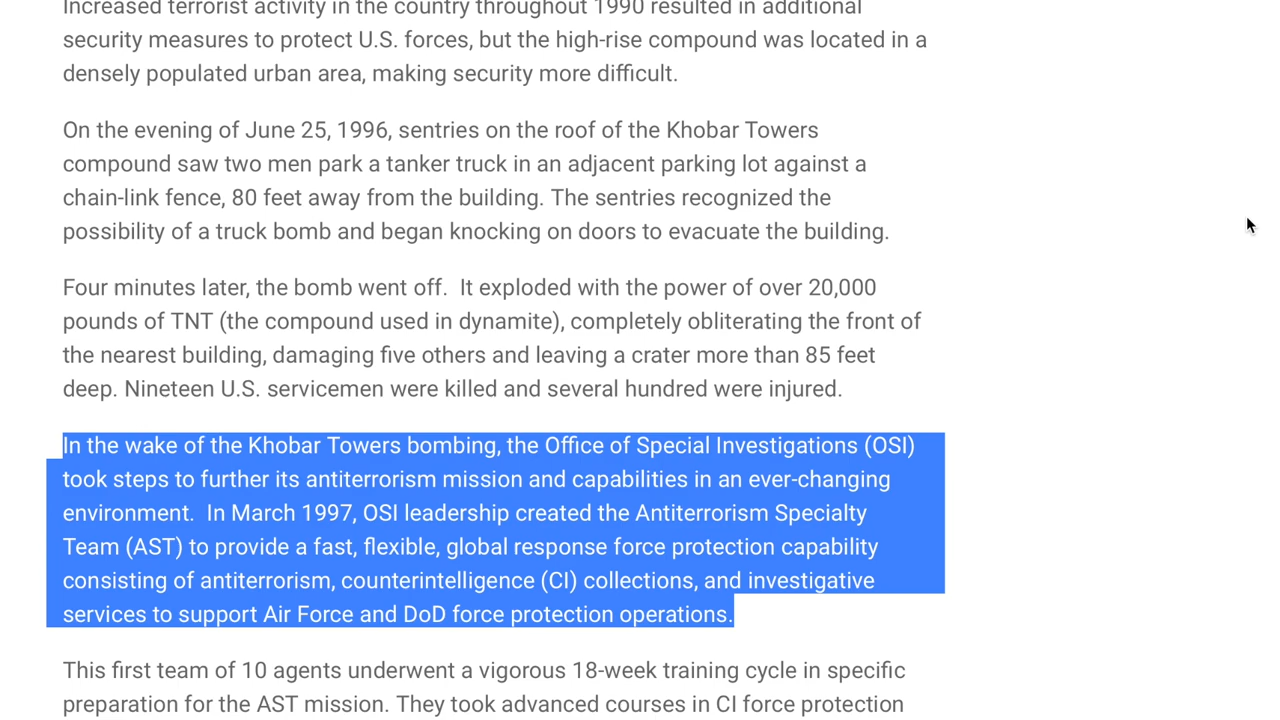 Increased terrorist activity in the country throughout 1990 resulted in additional
security measures to protect U.S. forces, but the high-rise compound was located in a
densely populated urban area, making security more difficult.
On the evening of June 25, 1996, sentries on the roof of the Khobar Towers
compound saw two men park a tanker truck in an adjacent parking lot against a
chain-link fence, 80 feet away from the building. The sentries recognized the
possibility of a truck bomb and began knocking on doors to evacuate the building.
Four minutes later, the bomb went off.  It exploded with the power of over 20,000
pounds of TNT (the compound used in dynamite), completely obliterating the front of
the nearest building, damaging five others and leaving a crater more than 85 feet
deep. Nineteen U.S. servicemen were killed and several hundred were injured.
In the wake of the Khobar Towers bombing, the Office of Special Investigations (OSI)
took steps to further its antiterrorism mission and capabilities in an ever-changing
environment.  In March 1997, OSI leadership created the Antiterrorism Specialty
Team (AST) to provide a fast, flexible, global response force protection capability
consisting of antiterrorism, counterintelligence (CI) collections, and investigative
services to support Air Force and DoD force protection operations.
This first team of 10 agents underwent a vigorous 18-week training cycle in specific
preparation for the AST mission. They took advanced courses in CI force protection